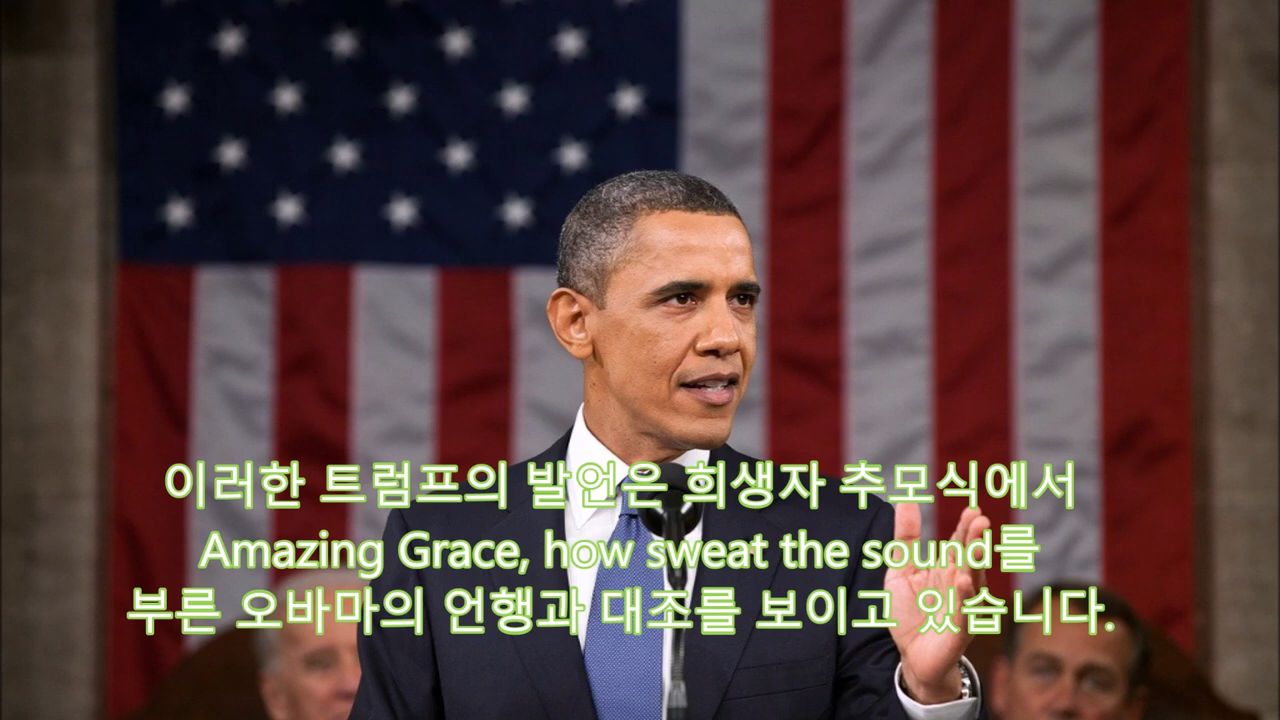 이러한 트럼프의 발언은 희생자 추모식에서
Amazing Grace, how sweat the sound를
부른 오바마의 언행과 대조를 보이고 있습니다.